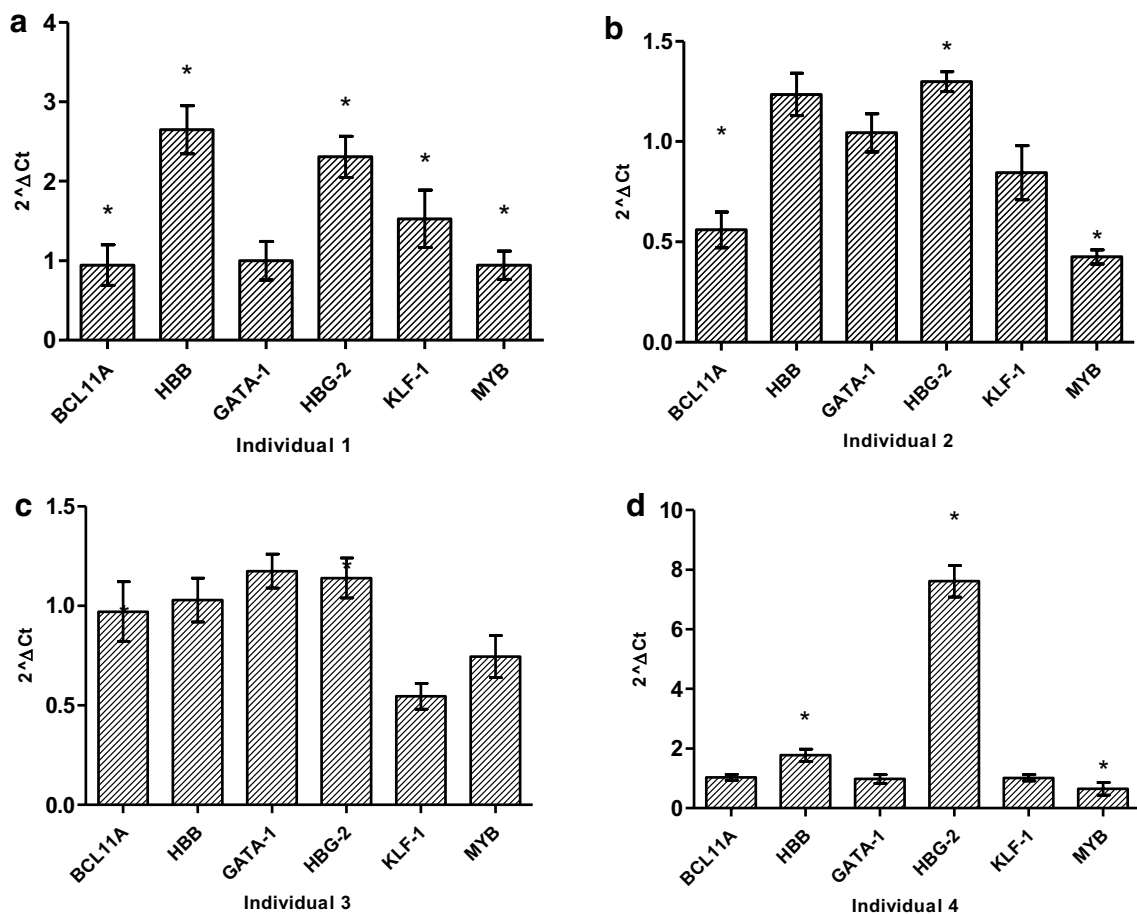 a
4
3
2
1
0
2^ΔCt
*
*
*
*
*
BCL11A
HBB
GATA-1
HBG-2
KLF-1
MYB
Individual 1
b
1.5
1.0
0.5
0.0
2^ΔCt
*
*
*
BCL11A
HBB
GATA-1
HBG-2
KLF-1
MYB
Individual 2
c
1.5
1.0
0.5
0.0
2^ΔCt
*
*
BCL11A
HBB
GATA-1
HBG-2
KLF-1
MYB
Individual 3
d
10
8
6
4
2
0
2^ΔCt
*
*
*
BCL11A
HBB
GATA-1
HBG-2
KLF-1
MYB
Individual 4